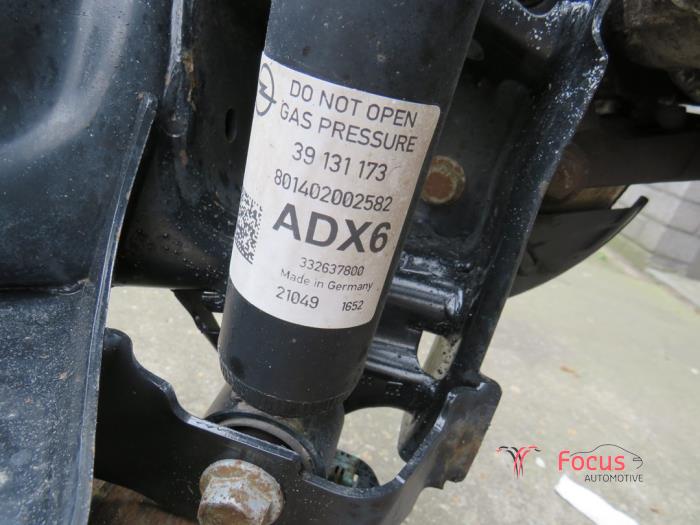 DO NOT OPEN
GAS PRESSURE
39 131 173
801402002582
ADX6
332637800
Made in Germany
21049 1652
Focus
AUTOMOTIVE